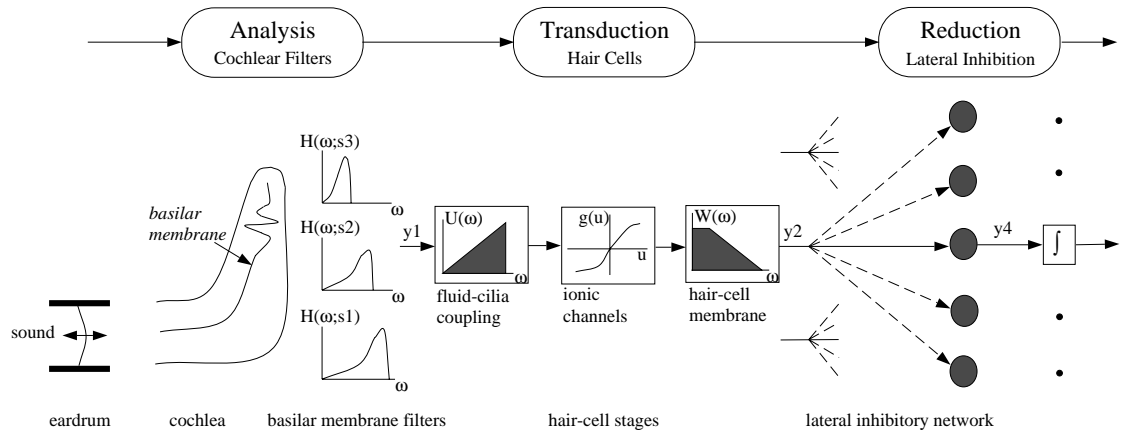 Analysis
Cochlear Filters
Transduction
Hair Cells
Reduction
Lateral Inhibition
H(ω;s3)
ω
basilar
membrane
H(ω;s2)
ω
H(ω;s1)
ω
y1
U(ω)
ω
fluid-cilia
coupling
g(u)
u
ionic
channels
W(ω)
ω
hair-cell
membrane
y2
y4
∫
sound
eardrum
cochlea
basilar membrane filters
hair-cell stages
lateral inhibitory network